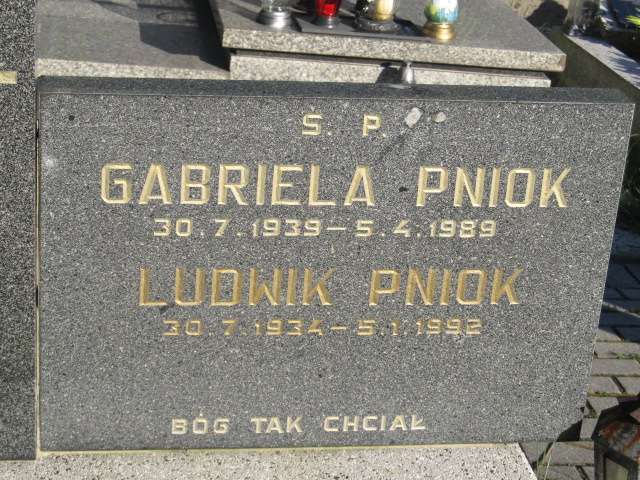 Ś. P.
GABRIELA PNIOK
30.7.1939-5.4.1989
LUDWIK PNIOK
30.7.1934-5.1.1992
BÓG TAK CHCIAŁ